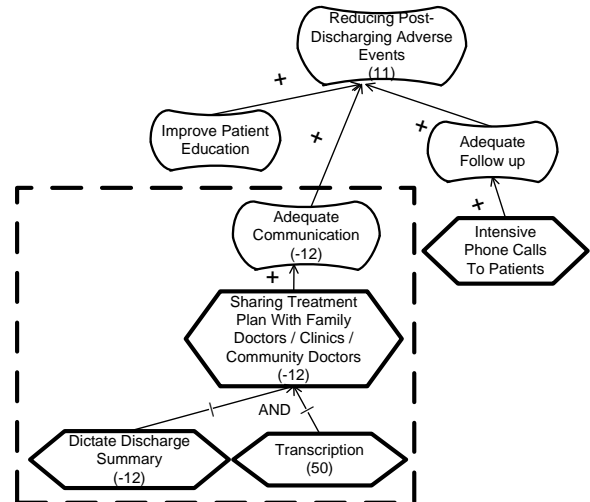 Reducing Post-
Discharging Adverse
Events
(11)
+
+
+
Improve Patient
Education
Adequate
Follow up
+
Adequate
Communication
(-12)
Intensive
Phone Calls
To Patients
+
Sharing Treatment
Plan With Family
Doctors / Clinics /
Community Doctors
(-12)
AND
Dictate Discharge
Summary
(-12)
Transcription
(50)